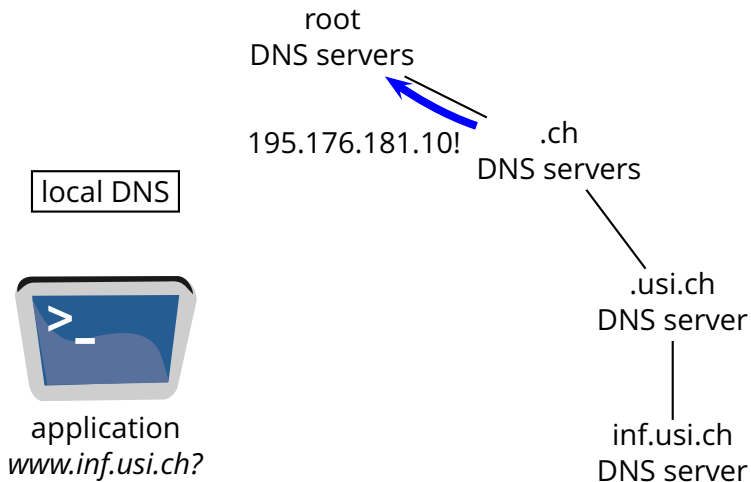 root
DNS servers
195.176.181.10!
.ch
DNS servers
local DNS
.usi.ch
DNS server
>_
application
www.inf.usi.ch?
inf.usi.ch
DNS server